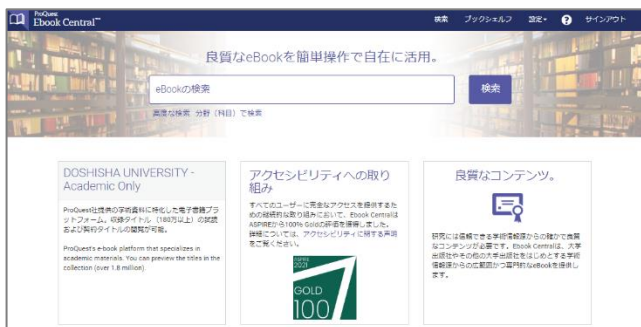 ProQuest
Ebook Central™
検索
ブックシェルフ
設定
?
サインアウト
良質なeBookを簡単操作で自在に活用。
eBookの検索
検索
高度な検索 分野（科目）で検索
DOSHISHA UNIVERSITY -
Academic Only
ProQuest社提供の学術資料に特化した電子書籍プラ
ットフォーム。収録タイトル（180万以上）の試読
および契約タイトルの閲覧が可能。
ProQuest's e-book platform that specializes in
academic materials. You can preview the titles in the
collection (over 1.8 million).
アクセシビリティへの取り
組み
すべてのユーザーに完全なアクセスを提供するた
めの継続的な取り組みにおいて、Ebook Centralは
ASPIREから100% Goldの評価を獲得しました。
詳細については、アクセシビリティに関する声明
をご覧ください。
ASPIRE
2021
GOLD
100
良質なコンテンツ。
研究には信頼できる学術情報源からの確かで良質
なコンテンツが必要です。Ebook Centralは、大学
出版社やその他の大手出版社をはじめとする学術
情報源からの広範囲かつ専門的なeBookを提供し
ます。